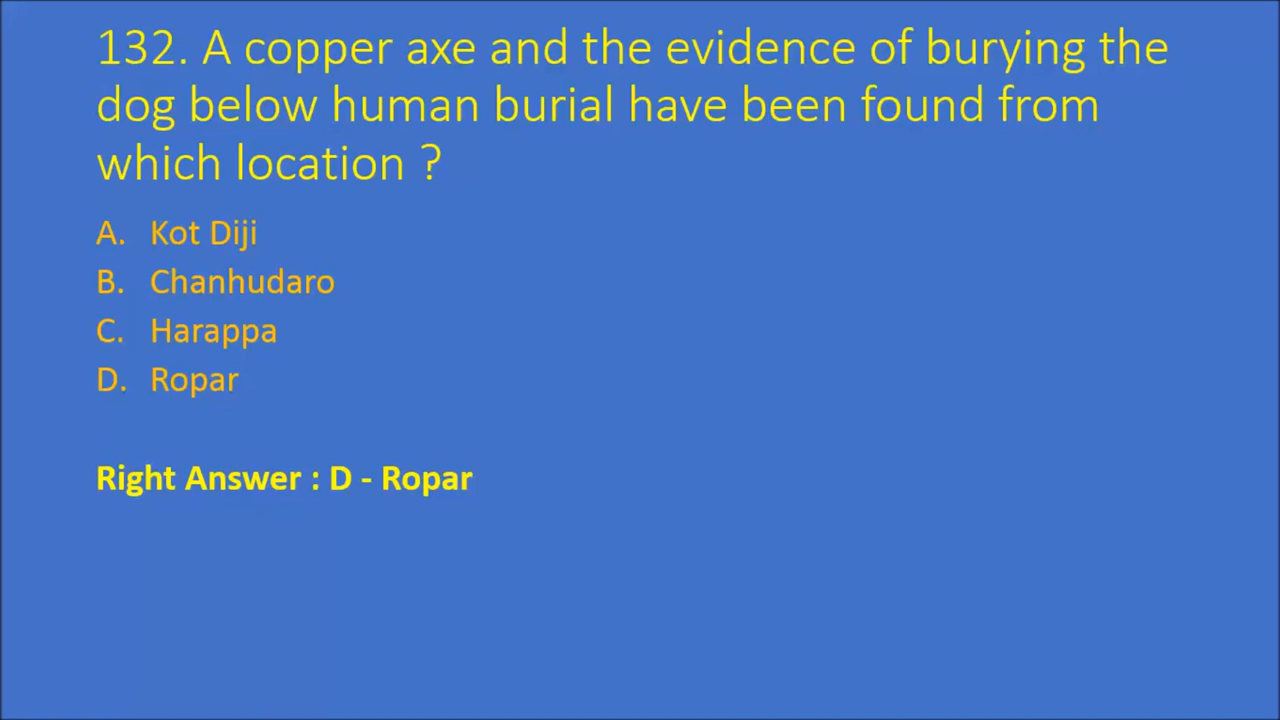 132. A copper axe and the evidence of burying the
dog below human burial have been found from
which location ?
A. Kot Diji
B. Chanhudaro
C. Harappa
D. Ropar
Right Answer : D - Ropar